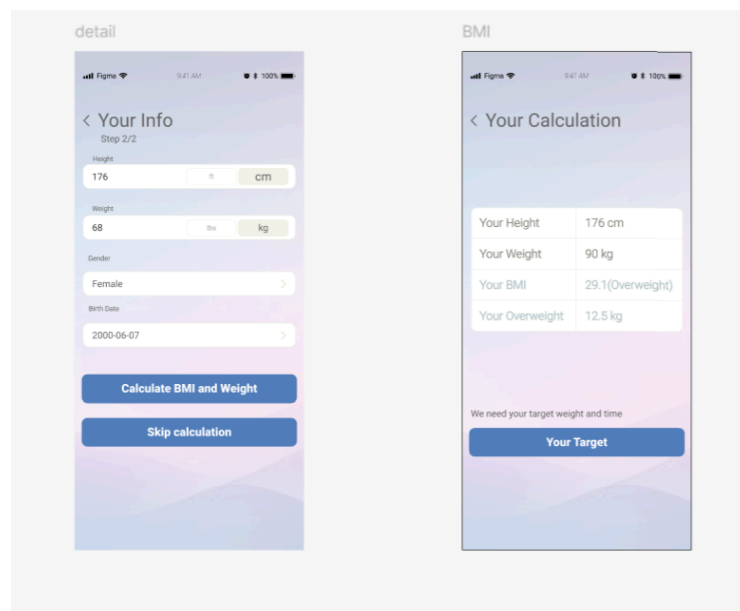 detail
Figma 9:41 AM 100%
Your Info
Step 2/2
Height
176 ft cm
Weight
68 lbs kg
Gender
Female
Birth Date
2000-06-07
Calculate BMI and Weight
Skip calculation
BMI
Figma 9:41 AM 100%
Your Calculation
Your Height 176 cm
Your Weight 90 kg
Your BMI 29.1(Overweight)
Your Overweight 12.5 kg
We need your target weight and time
Your Target